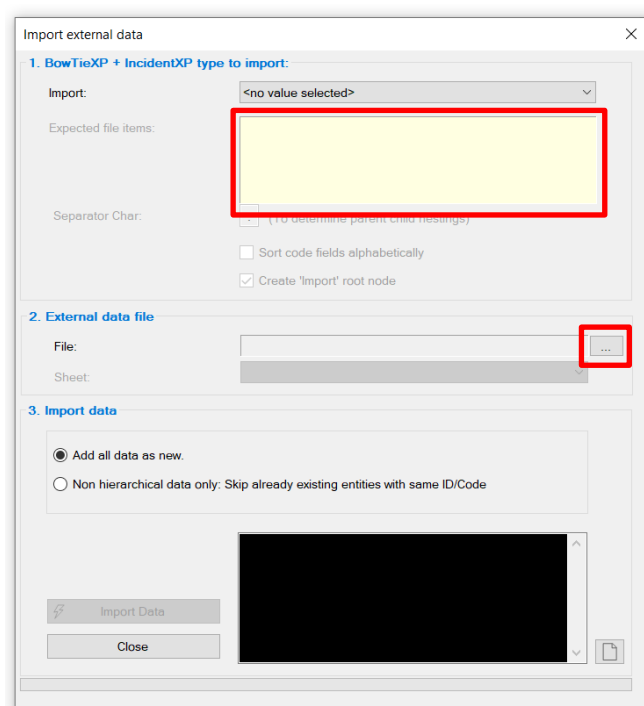 Import external data
1. BowTieXP + IncidentXP type to import:
Import:
<no value selected>
Expected file items:
Separator Char:
. (To determine parent child nestings)
Sort code fields alphabetically
Create 'Import' root node
2. External data file
File:
...
Sheet:
3. Import data
Add all data as new.
Non hierarchical data only: Skip already existing entities with same ID/Code
Import Data
Close